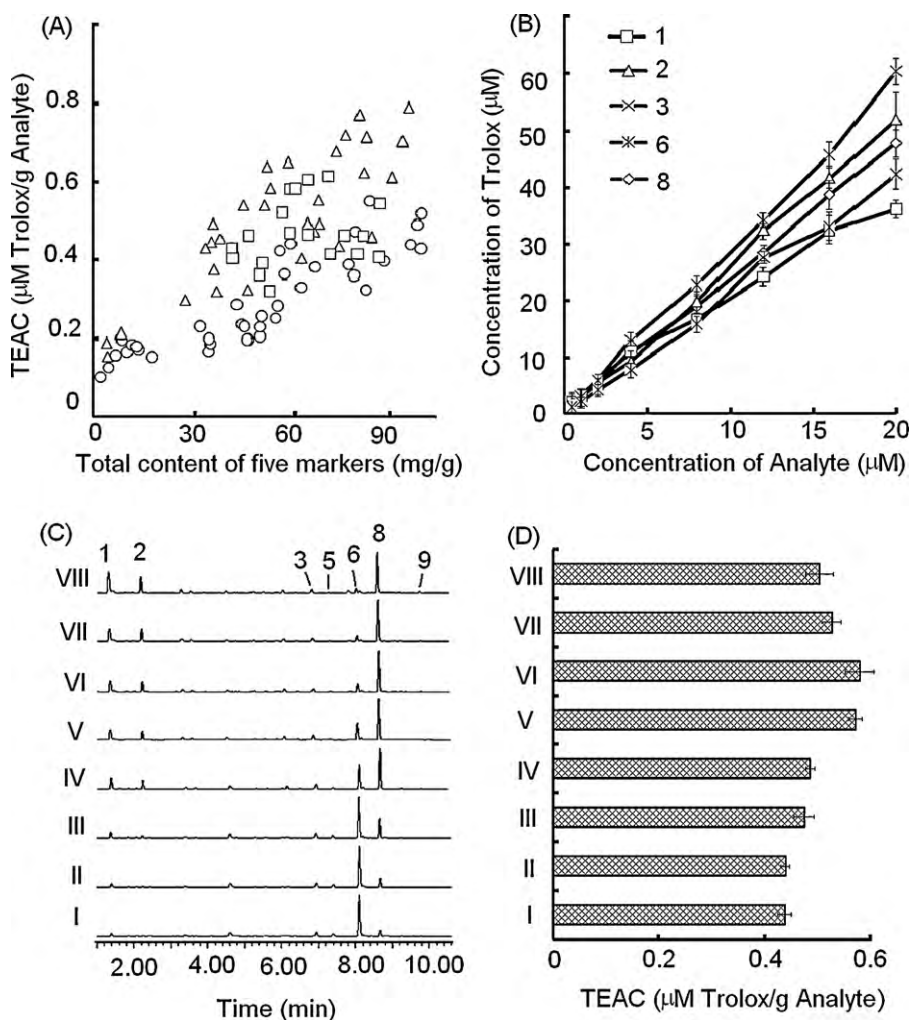 (A)
TEAC (μM Trolox/g Analyte)
0.8
0.6
0.4
0.2
0
0 30 60 90
Total content of five markers (mg/g)
(B)
Concentration of Trolox (μM)
60
50
40
30
20
10
0
1
2
3
6
8
0 5 10 15 20
Concentration of Analyte (μM)
(C)
1 2 3 5 6 8 9
VIII
VII
VI
V
IV
III
II
I
2.00 4.00 6.00 8.00 10.00
Time (min)
(D)
VIII
VII
VI
V
IV
III
II
I
0 0.2 0.4 0.6
TEAC (μM Trolox/g Analyte)